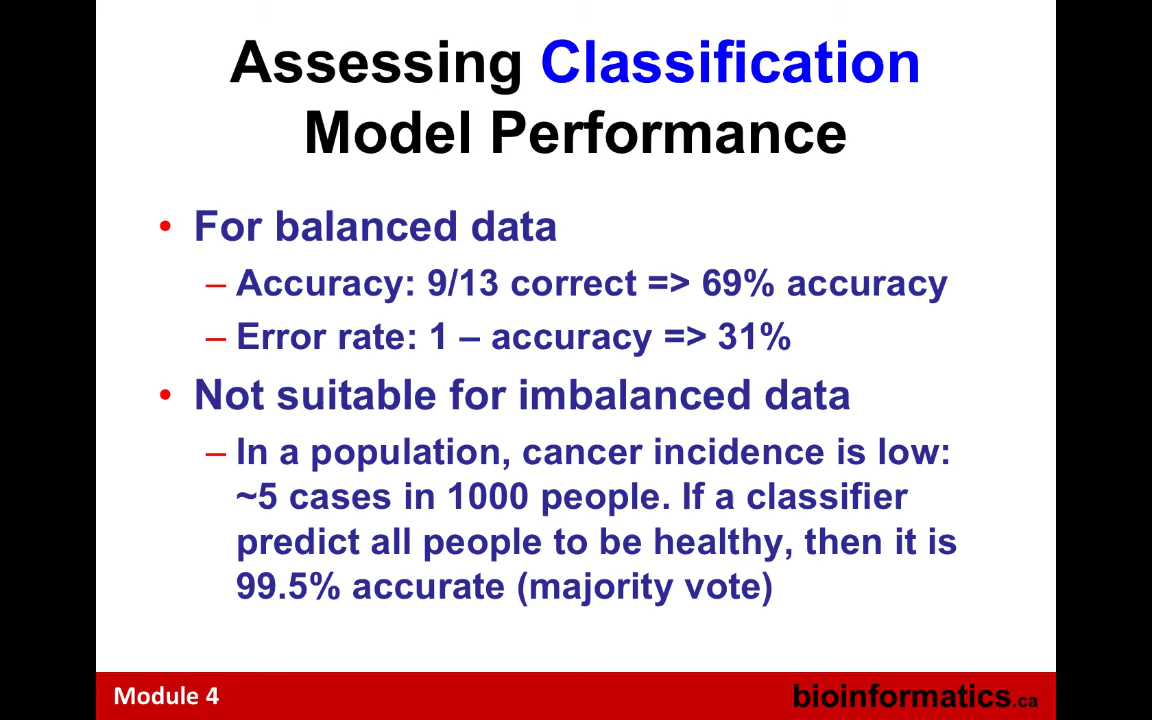 Assessing Classification
Model Performance
• For balanced data
– Accuracy: 9/13 correct => 69% accuracy
– Error rate: 1 – accuracy => 31%
• Not suitable for imbalanced data
– In a population, cancer incidence is low:
~5 cases in 1000 people. If a classifier
predict all people to be healthy, then it is
99.5% accurate (majority vote)
Module 4
bioinformatics.ca